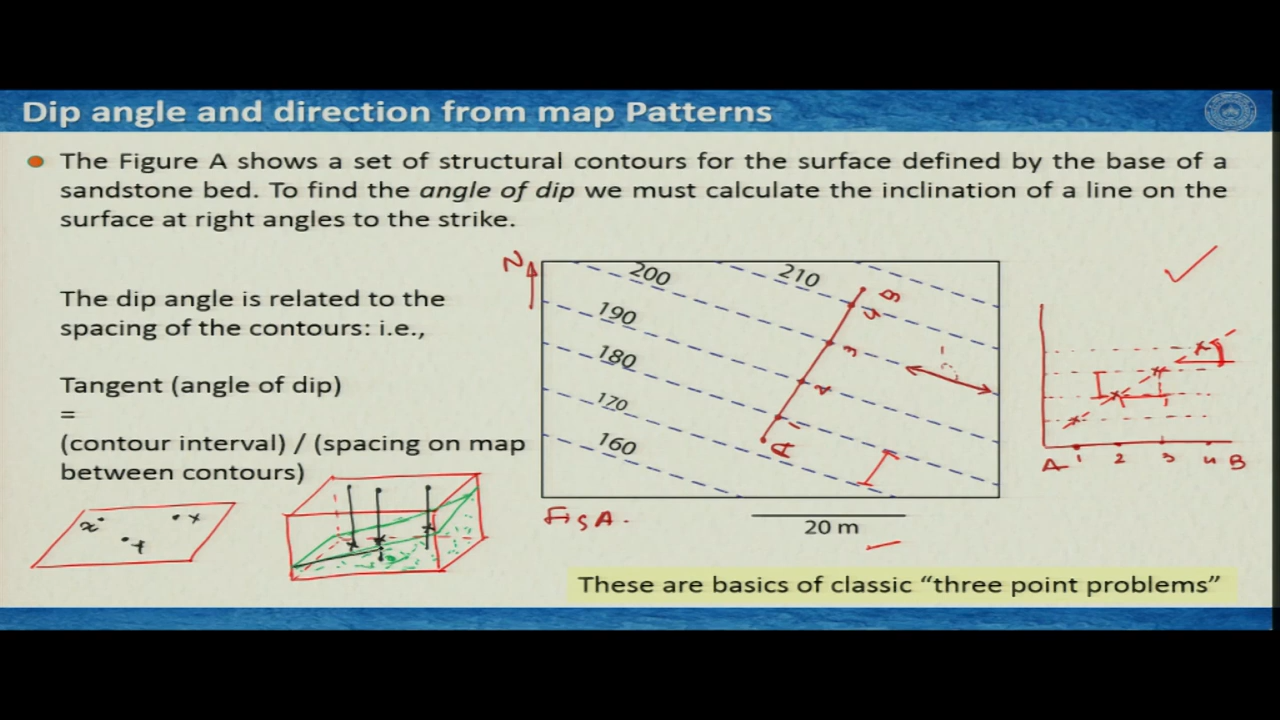 Dip angle and direction from map Patterns
The Figure A shows a set of structural contours for the surface defined by the base of a
sandstone bed. To find the angle of dip we must calculate the inclination of a line on the
surface at right angles to the strike.
The dip angle is related to the
spacing of the contours: i.e.,
Tangent (angle of dip)
=
(contour interval) / (spacing on map
between contours)
N
200
210
190
180
170
160
B
4
3
2
1
A
A 1 2 3 4 B
x
y
Fig A.
20 m
These are basics of classic “three point problems”